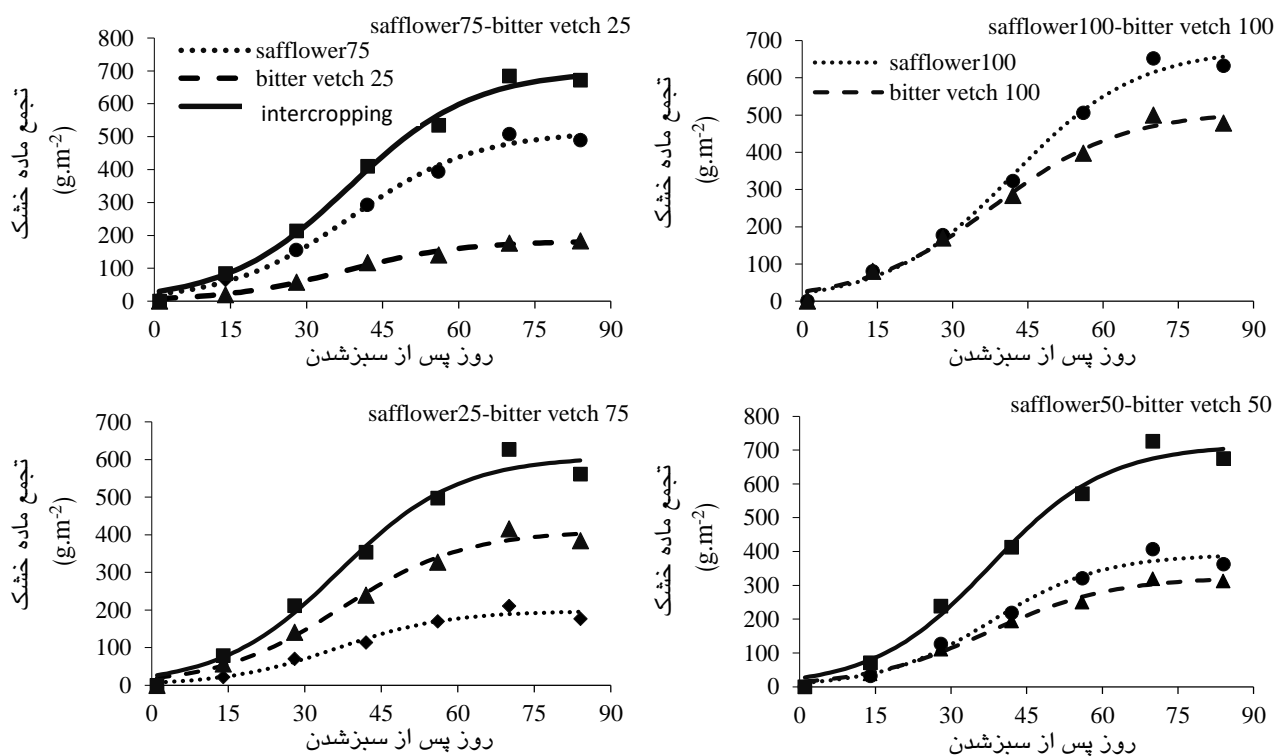 safflower75-bitter vetch 25
800
700
600
500
400
300
200
100
0
0 15 30 45 60 75 90
safflower75
bitter vetch 25
intercropping
تجمع ماده خشک
(g.m-2)
روز پس از سبزشدن
safflower100-bitter vetch 100
700
600
500
400
300
200
100
0
0 15 30 45 60 75 90
safflower100
bitter vetch 100
تجمع ماده خشک
(g.m-2)
روز پس از سبزشدن
safflower25-bitter vetch 75
700
600
500
400
300
200
100
0
0 15 30 45 60 75 90
تجمع ماده خشک
(g.m-2)
روز پس از سبزشدن
safflower50-bitter vetch 50
800
700
600
500
400
300
200
100
0
0 15 30 45 60 75 90
تجمع ماده خشک
(g.m-2)
روز پس از سبزشدن